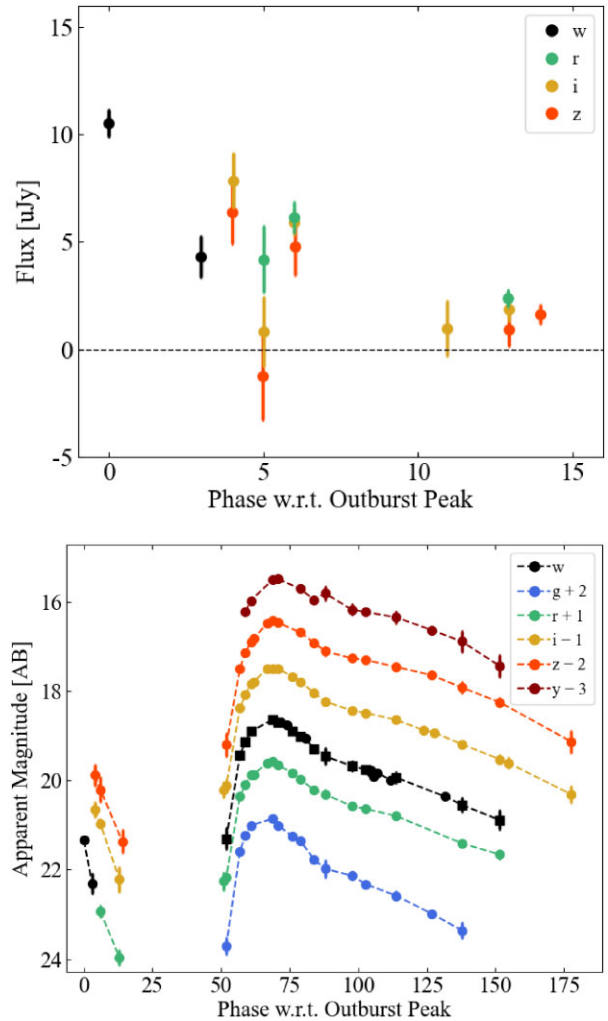 15
10
5
0
-5
Flux [uJy]
w
r
i
z
0 5 10 15
Phase w.r.t. Outburst Peak
16
18
20
22
24
Apparent Magnitude [AB]
w
g + 2
r + 1
i − 1
z − 2
y − 3
0 25 50 75 100 125 150 175
Phase w.r.t. Outburst Peak